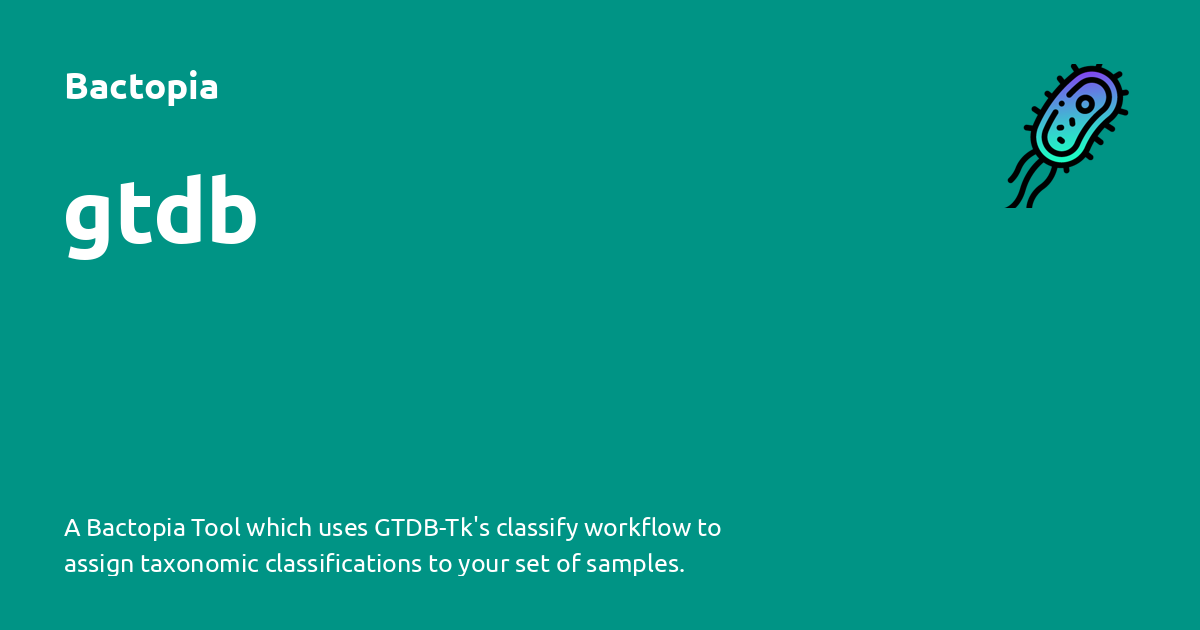 Bactopia
gtdb
A Bactopia Tool which uses GTDB-Tk's classify workflow to
assign taxonomic classifications to your set of samples.